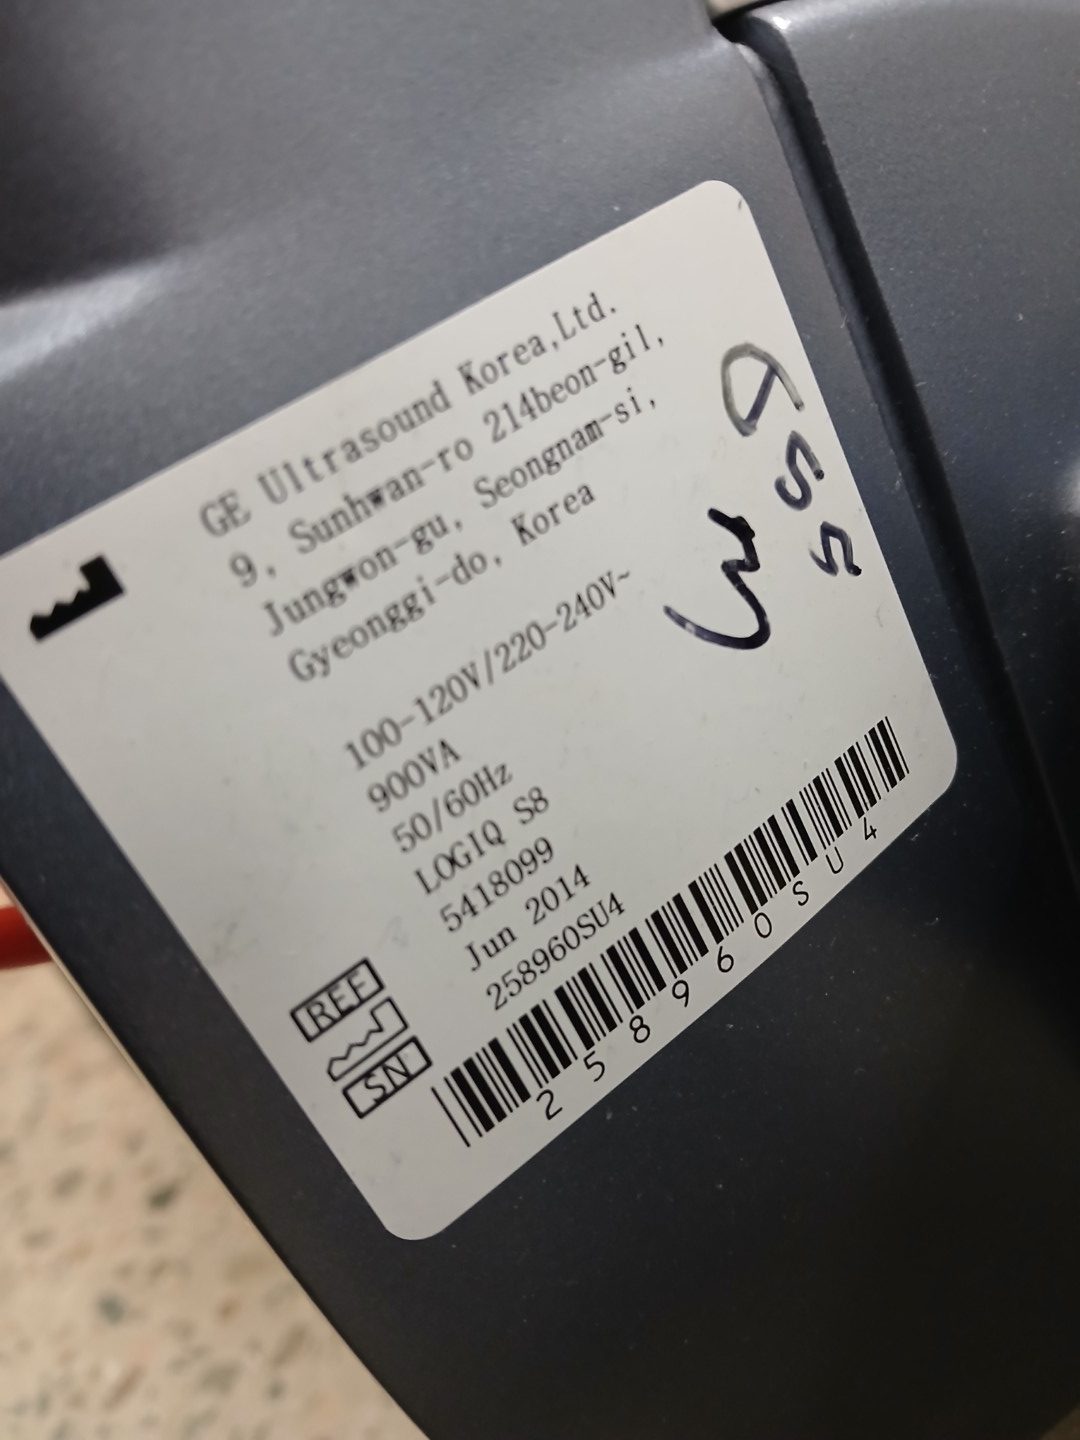 GE Ultrasound Korea,Ltd.
9, Sunhwan-ro 214beon-gil,
Jungwon-gu, Seongnam-si,
Gyeonggi-do, Korea
100-120V/220-240V~
900VA
50/60Hz
LOGIQ S8
REF 5418099
Jun 2014
SN 258960SU4
258960SU4
3